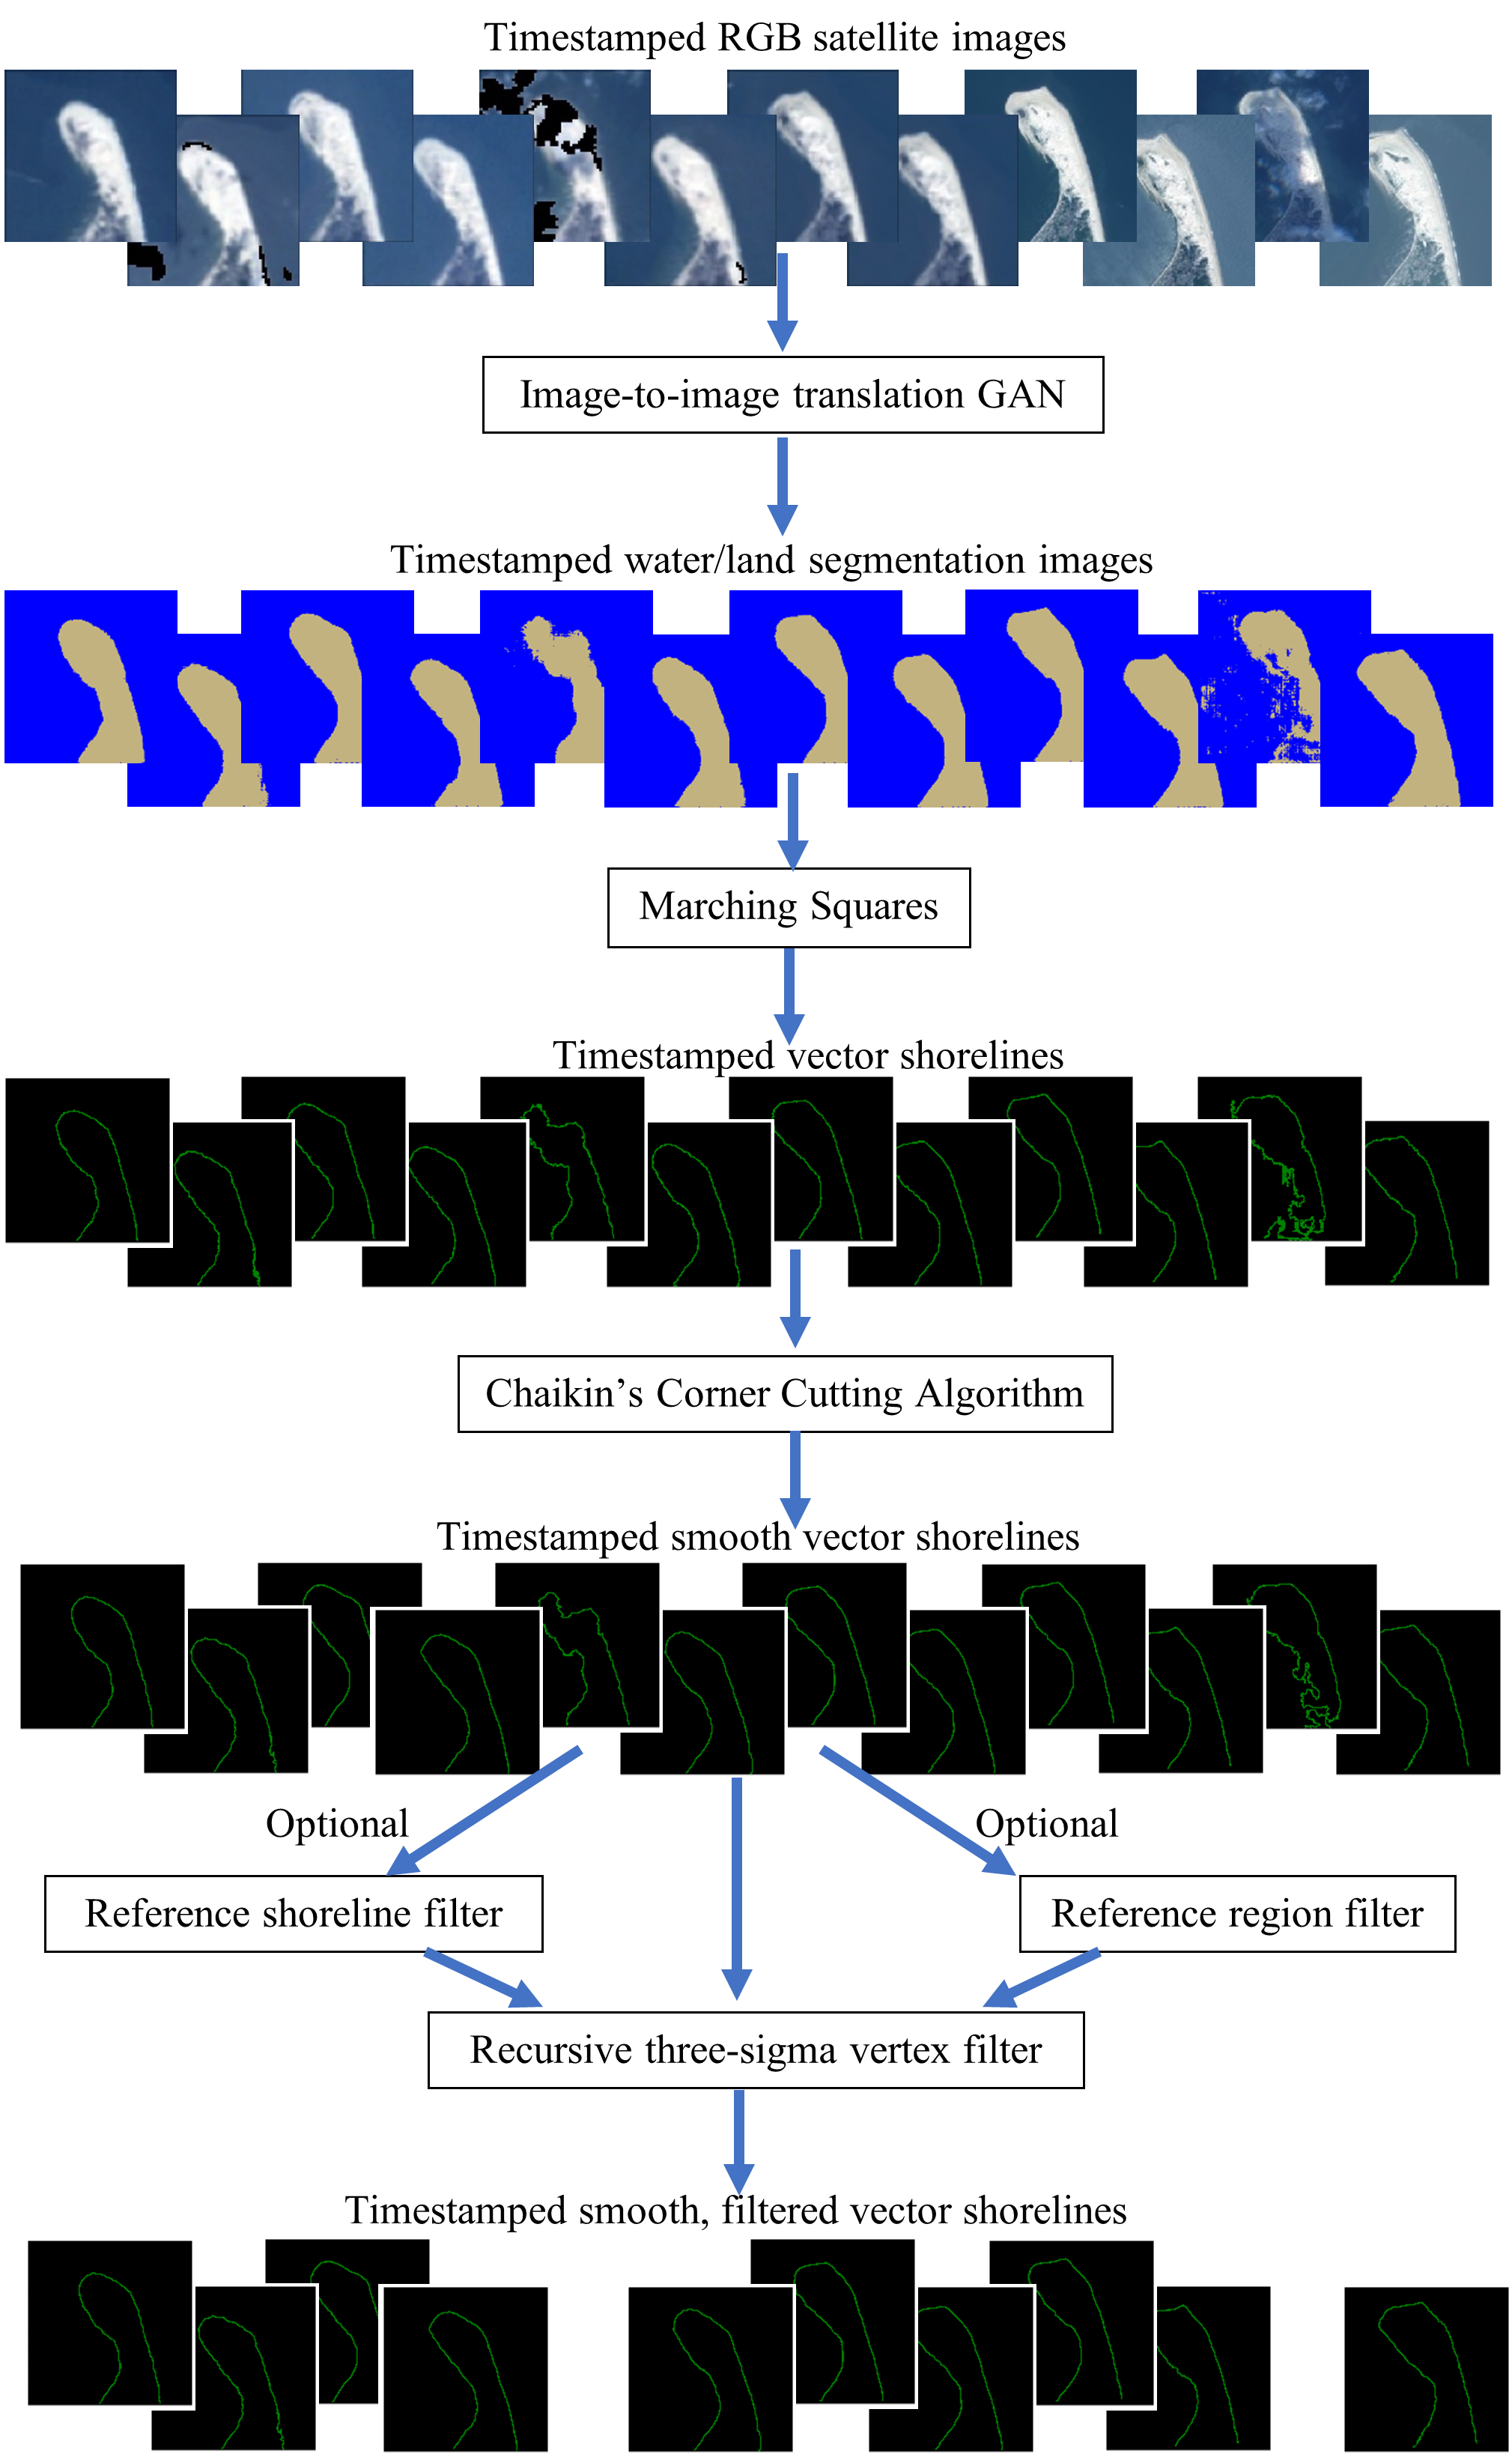 Timestamped RGB satellite images
Image-to-image translation GAN
Timestamped water/land segmentation images
Marching Squares
Timestamped vector shorelines
Chaikin’s Corner Cutting Algorithm
Timestamped smooth vector shorelines
Optional
Optional
Reference shoreline filter
Reference region filter
Recursive three-sigma vertex filter
Timestamped smooth, filtered vector shorelines